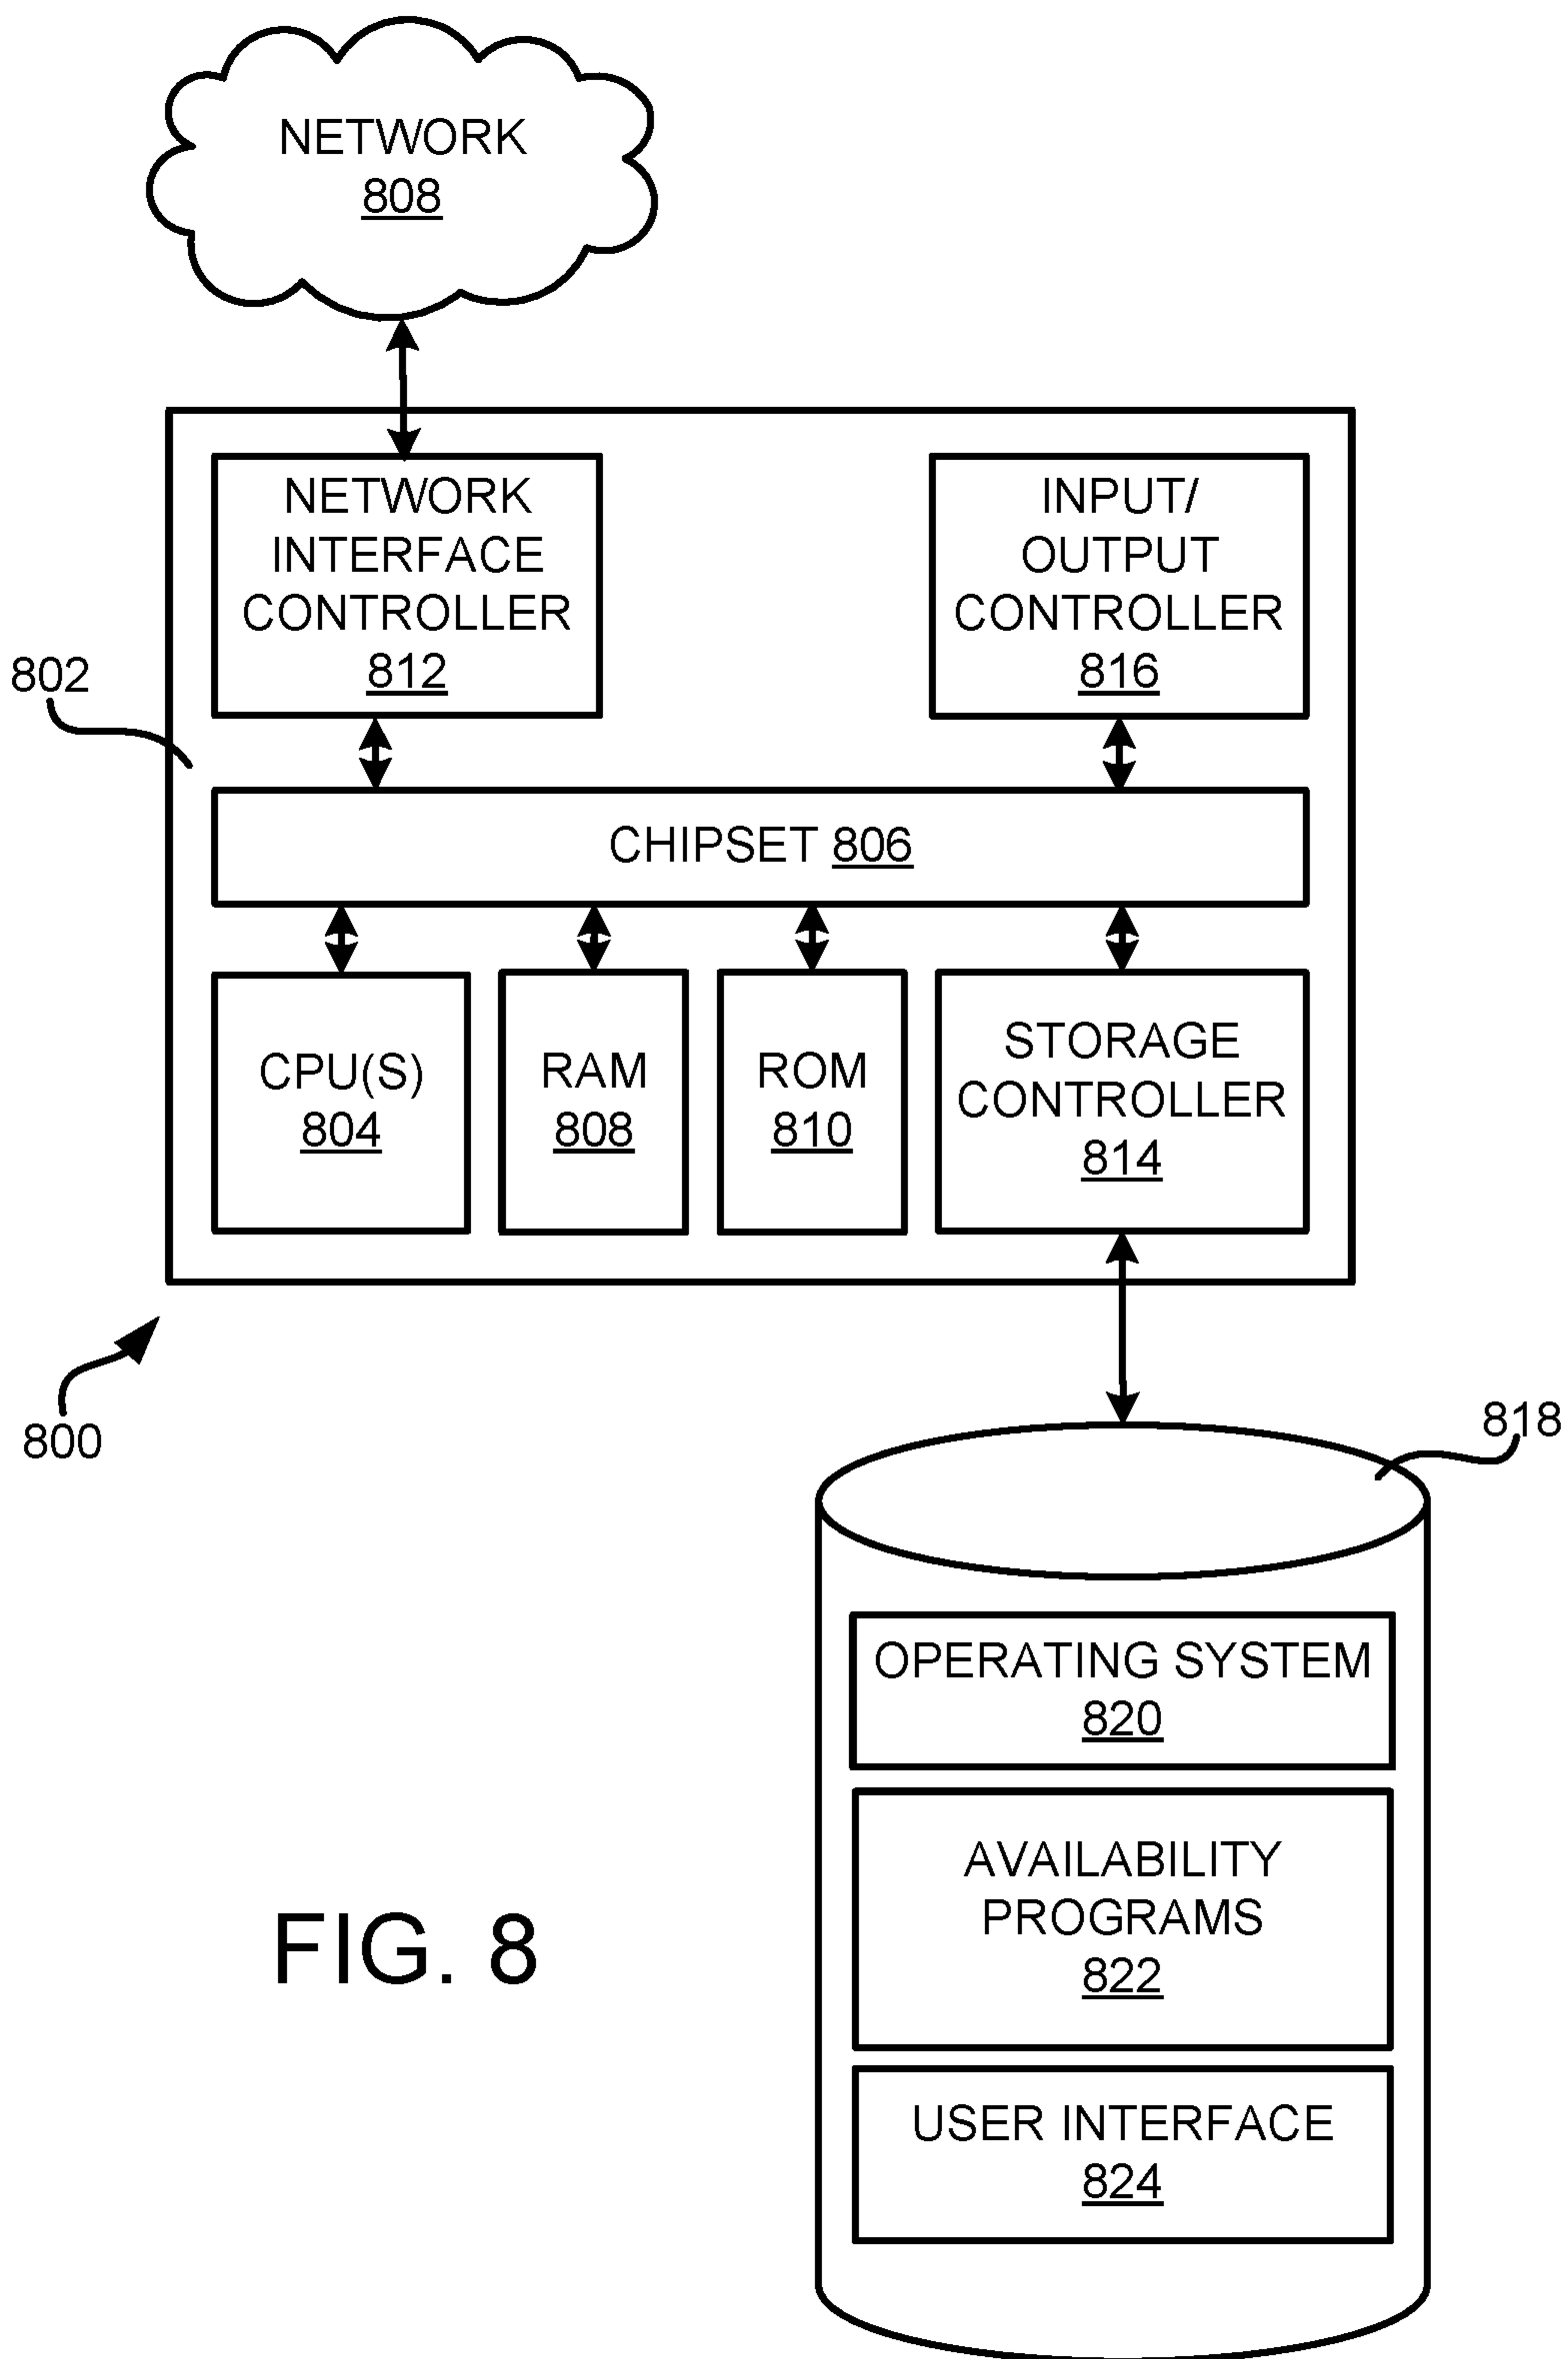 NETWORK
808
NETWORK
INTERFACE
CONTROLLER
812
INPUT/
OUTPUT
CONTROLLER
816
802
CHIPSET 806
CPU(S)
804
RAM
808
ROM
810
STORAGE
CONTROLLER
814
800
818
OPERATING SYSTEM
820
AVAILABILITY
PROGRAMS
822
USER INTERFACE
824
FIG. 8